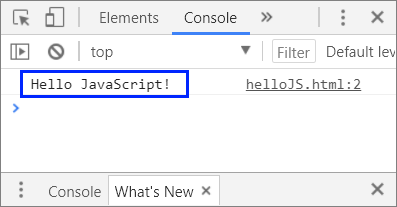 Elements Console »
top Filter Default lev
Hello JavaScript! helloJS.html:2
>
Console What's New ×